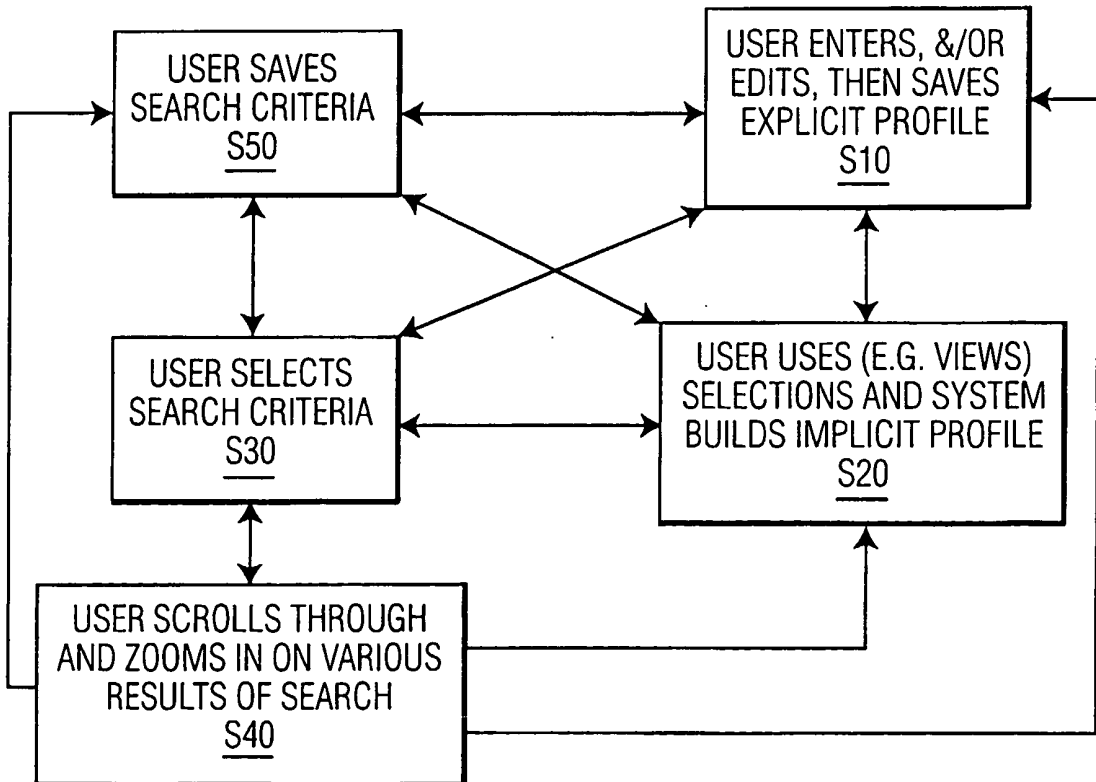 USER SAVES
SEARCH CRITERIA
S50
USER ENTERS, &/OR
EDITS, THEN SAVES
EXPLICIT PROFILE
S10
USER SELECTS
SEARCH CRITERIA
S30
USER USES (E.G. VIEWS)
SELECTIONS AND SYSTEM
BUILDS IMPLICIT PROFILE
S20
USER SCROLLS THROUGH
AND ZOOMS IN ON VARIOUS
RESULTS OF SEARCH
S40